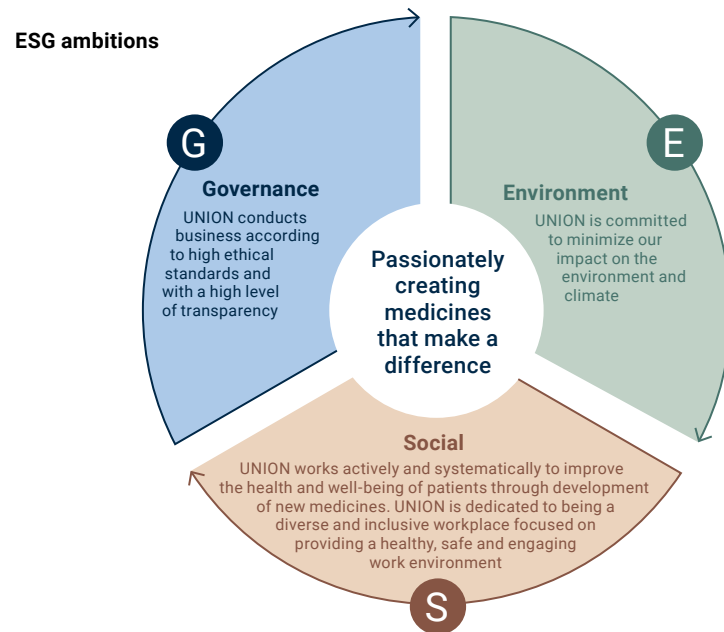 ESG ambitions
G
Governance
UNION conducts
business according
to high ethical
standards and
with a high level
of transparency
E
Environment
UNION is committed
to minimize our
impact on the
environment and
climate
Passionately
creating
medicines
that make a
difference
Social
UNION works actively and systematically to improve
the health and well-being of patients through development
of new medicines. UNION is dedicated to being a
diverse and inclusive workplace focused on
providing a healthy, safe and engaging
work environment
S